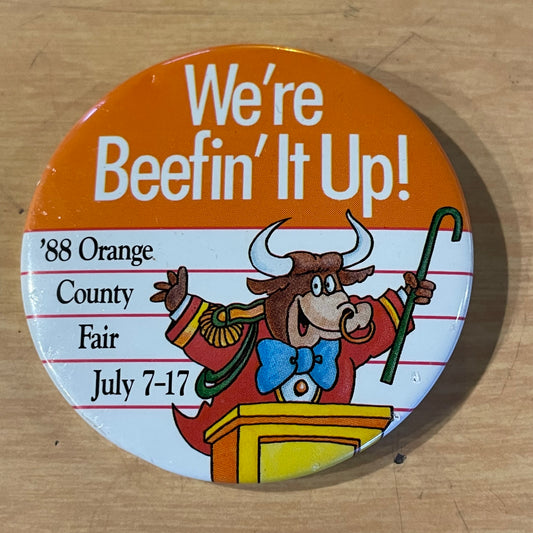 We're
Beefin' It Up!
'88 Orange
County
Fair
July 7-17